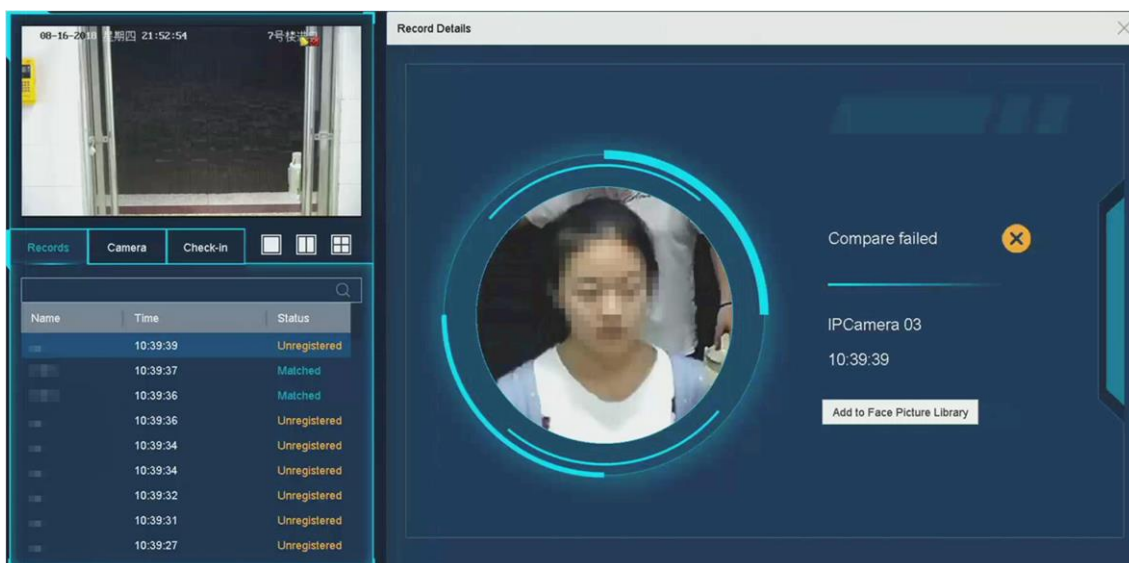 08-16-2018 星期四 21:52:54
7号楼
Records
Camera
Check-in
Name Time Status
10:39:39 Unregistered
10:39:37 Matched
10:39:36 Matched
10:39:36 Unregistered
10:39:34 Unregistered
10:39:34 Unregistered
10:39:32 Unregistered
10:39:31 Unregistered
10:39:27 Unregistered
Record Details
Compare failed
IPCamera 03
10:39:39
Add to Face Picture Library